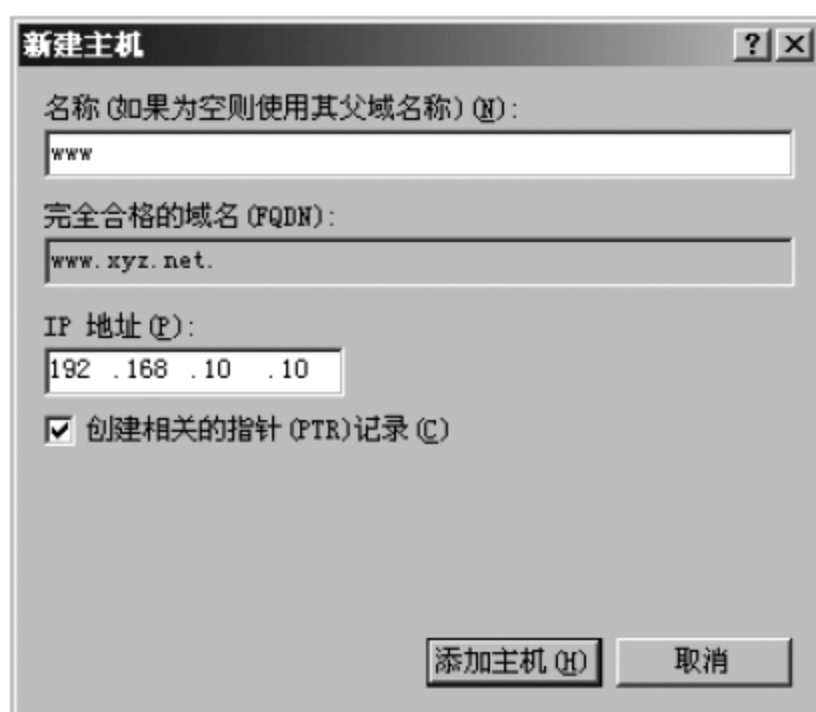 新建主机
名称(如果为空则使用其父域名称)(N):
www
完全合格的域名(FQDN):
www.xyz.net.
IP 地址(P):
192 .168 .10 .10
创建相关的指针(PTR)记录(C)
添加主机(H) 取消